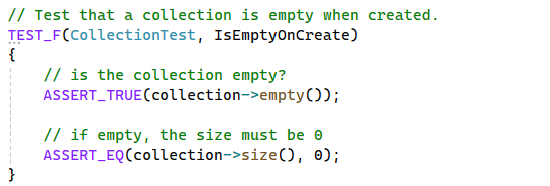 // Test that a collection is empty when created.
TEST_F(CollectionTest, IsEmptyOnCreate)
{
    // is the collection empty?
    ASSERT_TRUE(collection->empty());

    // if empty, the size must be 0
    ASSERT_EQ(collection->size(), 0);
}